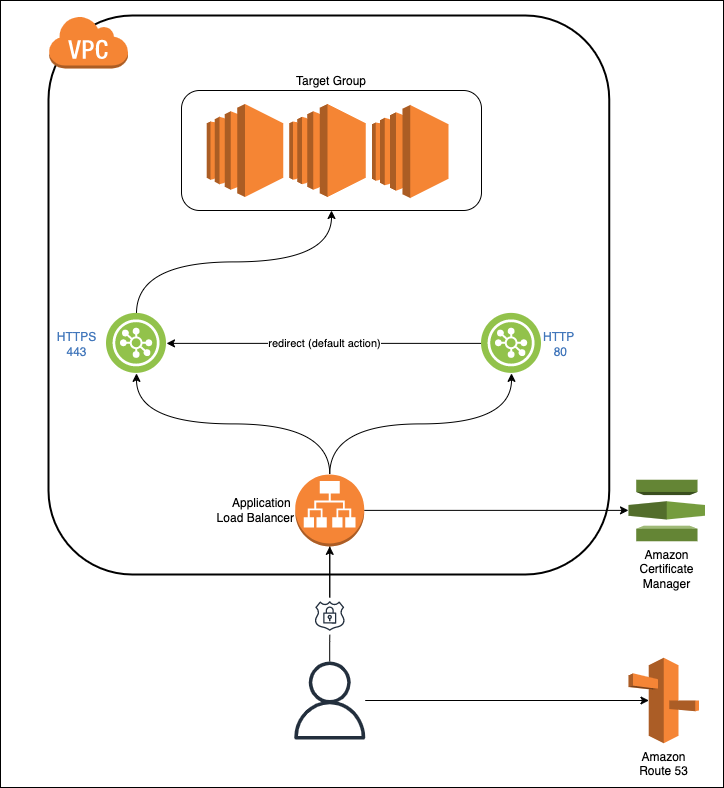 VPC
Target Group
HTTPS
443
redirect (default action)
HTTP
80
Application
Load Balancer
Amazon
Certificate
Manager
Amazon
Route 53